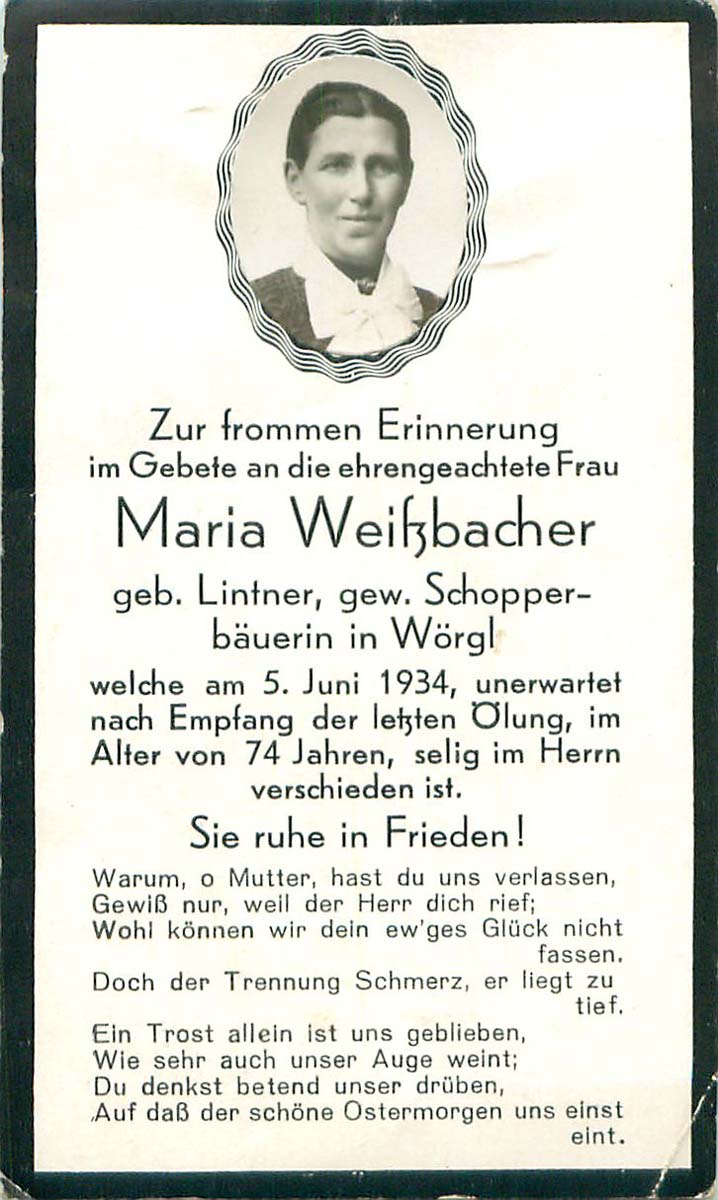 Zur frommen Erinnerung
im Gebete an die ehrengeachtete Frau
Maria Weißbacher
geb. Lintner, gew. Schopper-
bäuerin in Wörgl
welche am 5. Juni 1934, unerwartet
nach Empfang der letzten Ölung, im
Alter von 74 Jahren, selig im Herrn
verschieden ist.
Sie ruhe in Frieden!
Warum, o Mutter, hast du uns verlassen,
Gewiß nur, weil der Herr dich rief;
Wohl können wir dein ew'ges Glück nicht
fassen.
Doch der Trennung Schmerz, er liegt zu
tief.
Ein Trost allein ist uns geblieben,
Wie sehr auch unser Auge weint;
Du denkst betend unser drüben,
Auf daß der schöne Ostermorgen uns einst
eint.